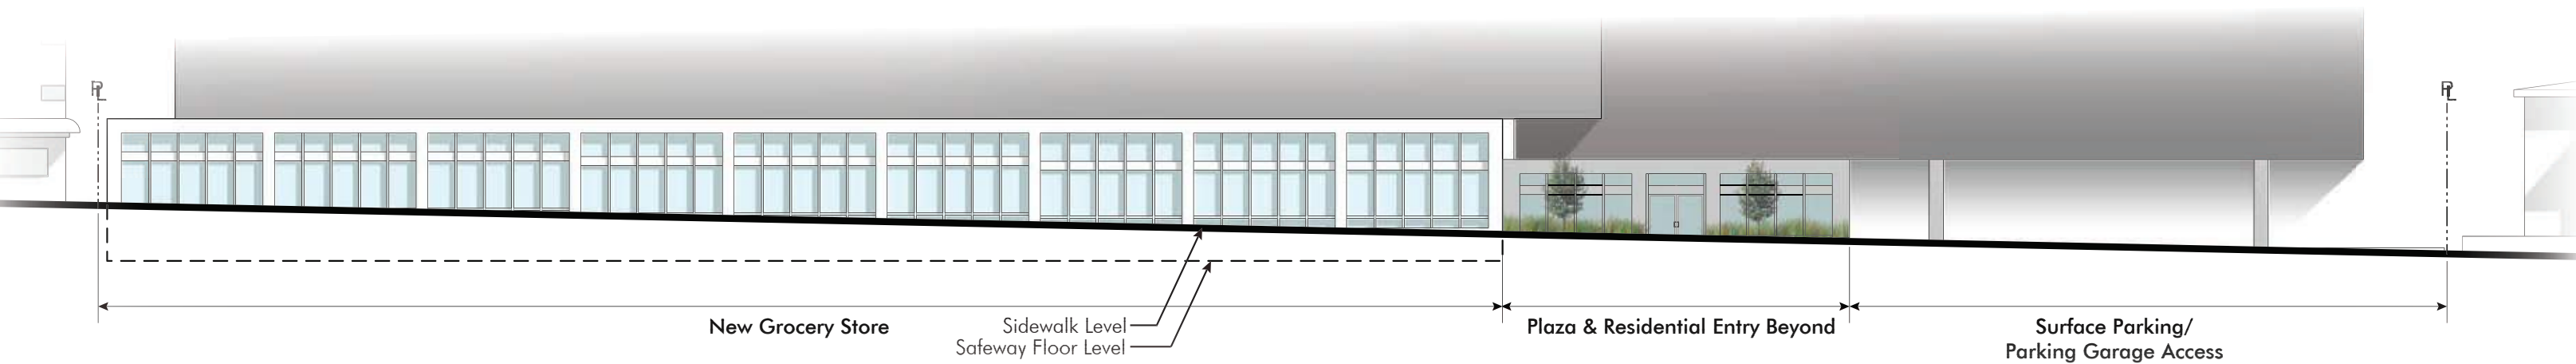 PL
PL
New Grocery Store
Sidewalk Level
Safeway Floor Level
Plaza & Residential Entry Beyond
Surface Parking/
Parking Garage Access